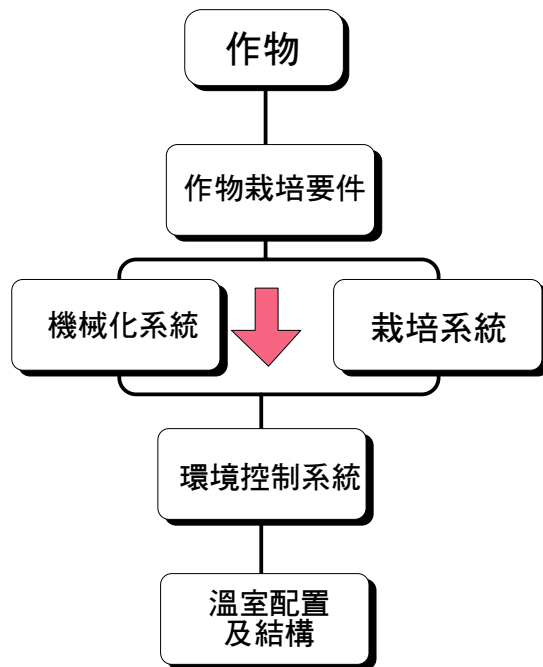 作物
作物栽培要件
機械化系統
栽培系統
環境控制系統
溫室配置
及結構